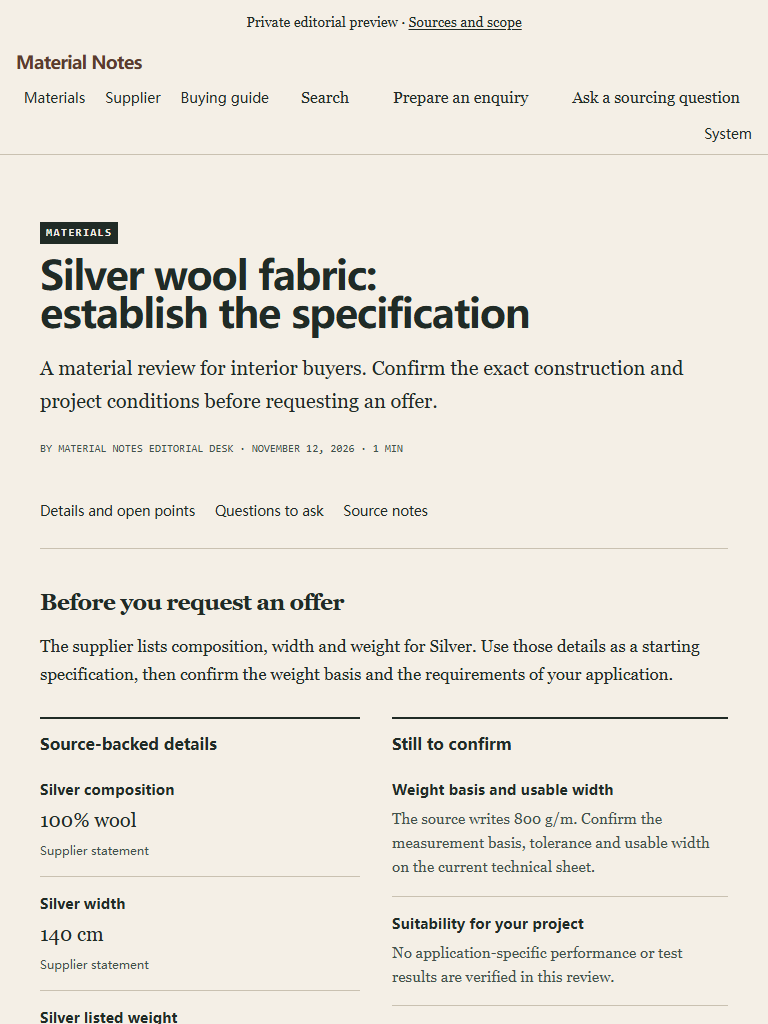 Private editorial preview · Sources and scope
Material Notes
Materials Supplier Buying guide Search Prepare an enquiry Ask a sourcing question
System
MATERIALS
Silver wool fabric:
establish the specification
A material review for interior buyers. Confirm the exact construction and
project conditions before requesting an offer.
BY MATERIAL NOTES EDITORIAL DESK · NOVEMBER 12, 2026 · 1 MIN
Details and open points Questions to ask Source notes
Before you request an offer
The supplier lists composition, width and weight for Silver. Use those details as a starting
specification, then confirm the weight basis and the requirements of your application.
Source-backed details
Silver composition
100% wool
Supplier statement
Silver width
140 cm
Supplier statement
Silver listed weight
Still to confirm
Weight basis and usable width
The source writes 800 g/m. Confirm the
measurement basis, tolerance and usable width
on the current technical sheet.
Suitability for your project
No application-specific performance or test
results are verified in this review.